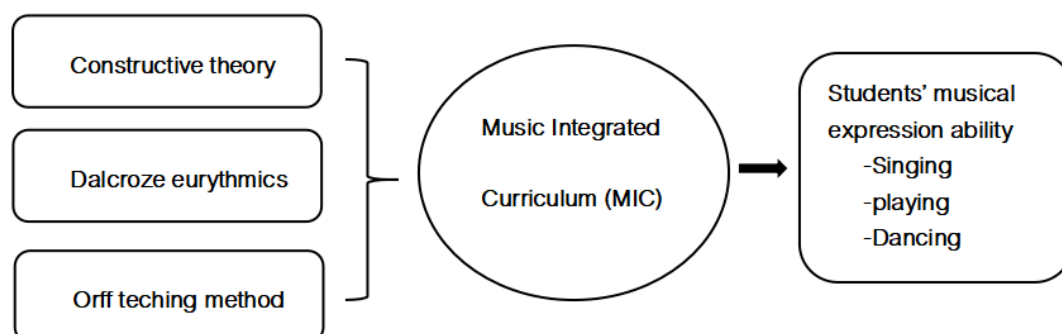 Constructive theory
Dalcroze eurythmics
Orff teching method
Music Integrated
Curriculum (MIC)
Students’ musical
expression ability
-Singing
-playing
-Dancing